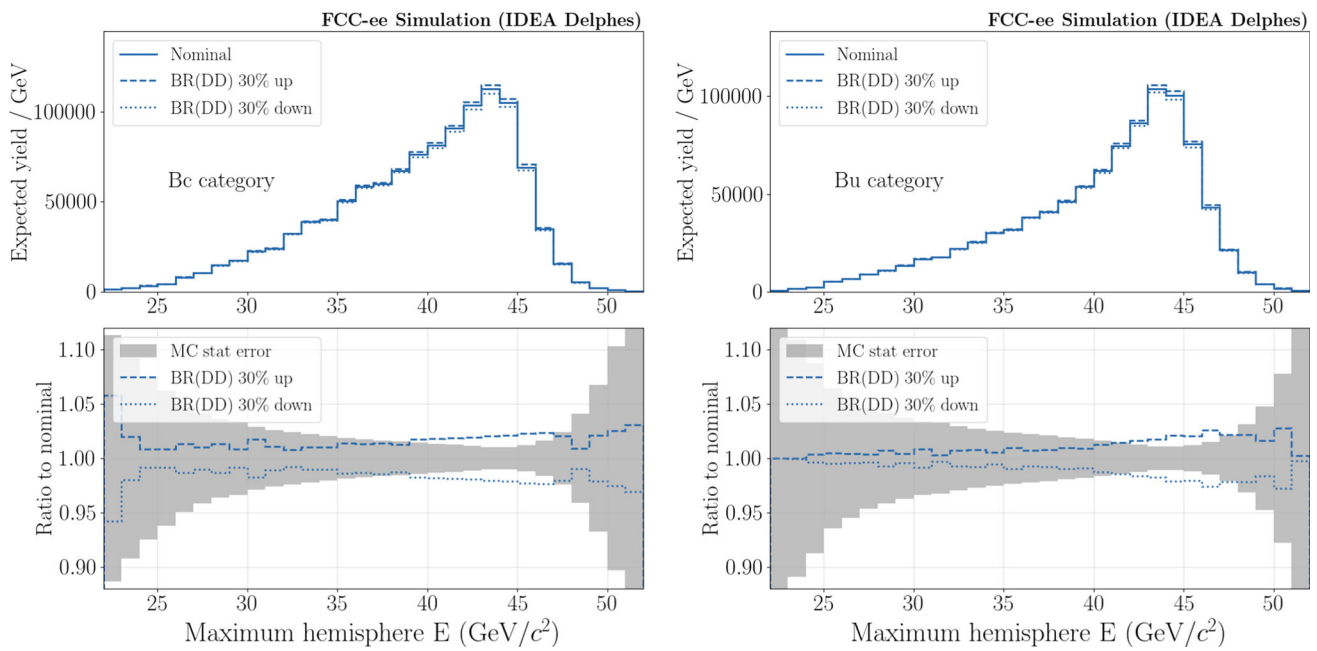 FCC-ee Simulation (IDEA Delphes)
Nominal
BR(DD) 30% up
BR(DD) 30% down
Bc category
Expected yield / GeV
100000
50000
0
25 30 35 40 45 50
MC stat error
BR(DD) 30% up
BR(DD) 30% down
Ratio to nominal
1.10
1.05
1.00
0.95
0.90
25 30 35 40 45 50
Maximum hemisphere E (GeV/c²)
FCC-ee Simulation (IDEA Delphes)
Nominal
BR(DD) 30% up
BR(DD) 30% down
Bu category
Expected yield / GeV
100000
50000
0
25 30 35 40 45 50
MC stat error
BR(DD) 30% up
BR(DD) 30% down
Ratio to nominal
1.10
1.05
1.00
0.95
0.90
25 30 35 40 45 50
Maximum hemisphere E (GeV/c²)